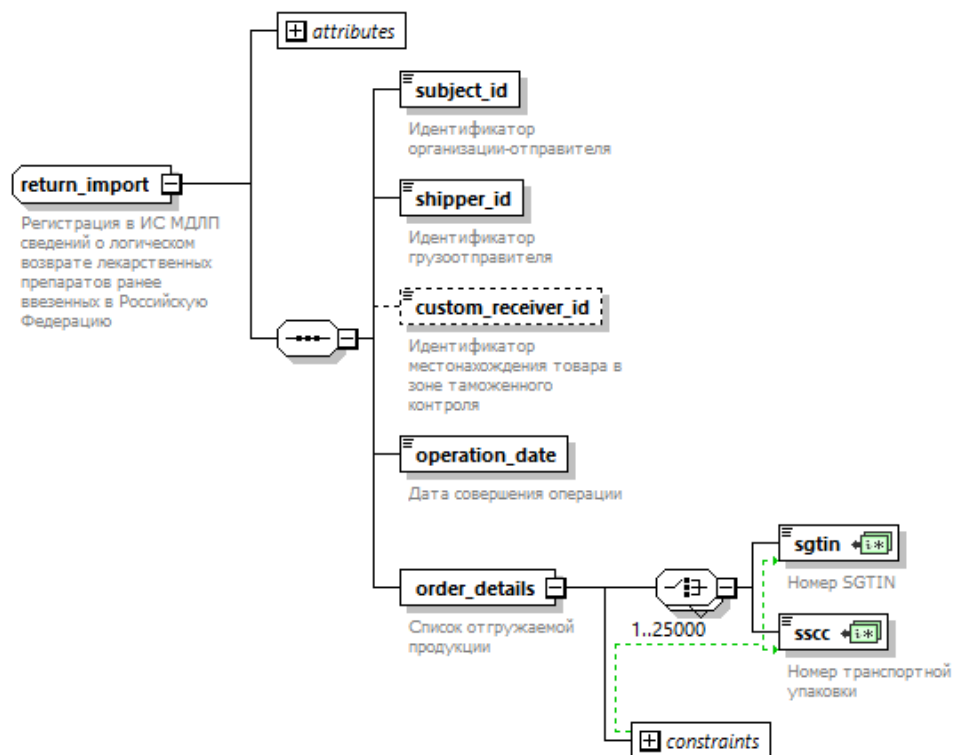 attributes
subject_id
Идентификатор
организации-отправителя
return_import
Регистрация в ИС МДЛП
сведений о логическом
возврате лекарственных
препаратов ранее
ввезенных в Российскую
Федерацию
shipper_id
Идентификатор
грузоотправителя
custom_receiver_id
Идентификатор
местонахождения товара в
зоне таможенного
контроля
operation_date
Дата совершения операции
order_details
Список отгружаемой
продукции
1..25000
sgtin
Номер SGTIN
sscc
Номер транспортной
упаковки
constraints